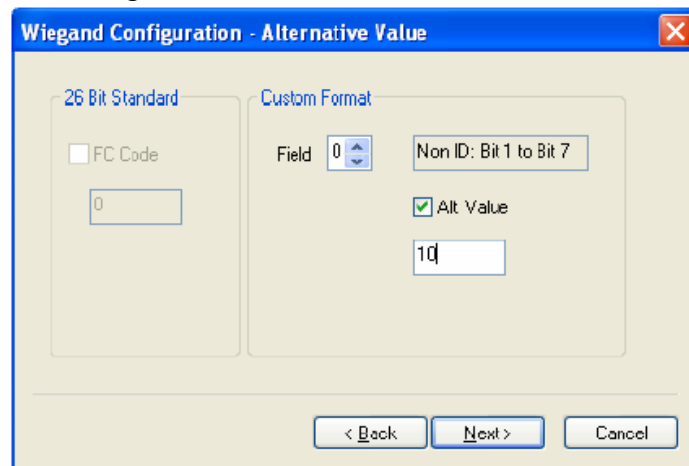 Wiegand Configuration - Alternative Value
26 Bit Standard
FC Code
0
Custom Format
Field 0 Non ID: Bit 1 to Bit 7
Alt. Value
10
< Back Next > Cancel